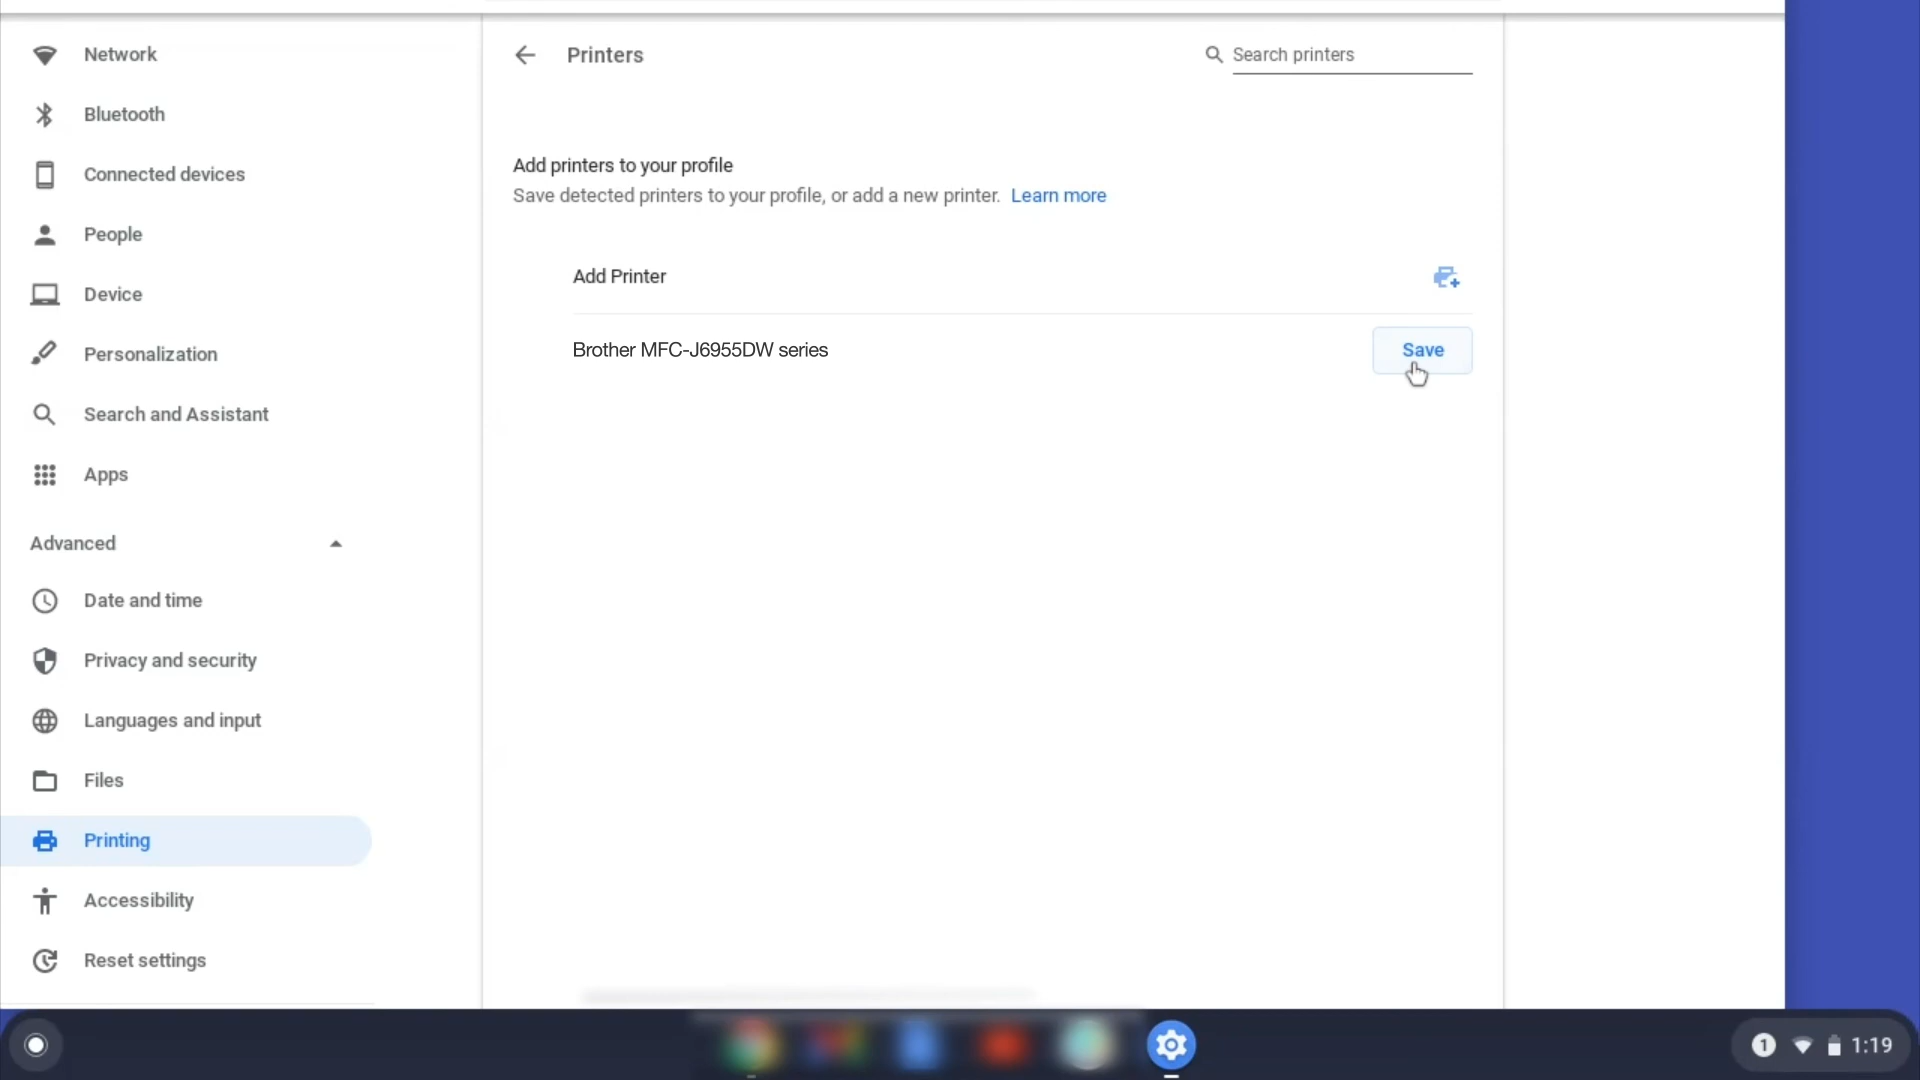 Network
Bluetooth
Connected devices
People
Device
Personalization
Search and Assistant
Apps
Advanced
Date and time
Privacy and security
Languages and input
Files
Printing
Accessibility
Reset settings
Printers
Search printers
Add printers to your profile
Save detected printers to your profile, or add a new printer. Learn more
Add Printer
Brother MFC-J6955DW series
Save
1
1:19